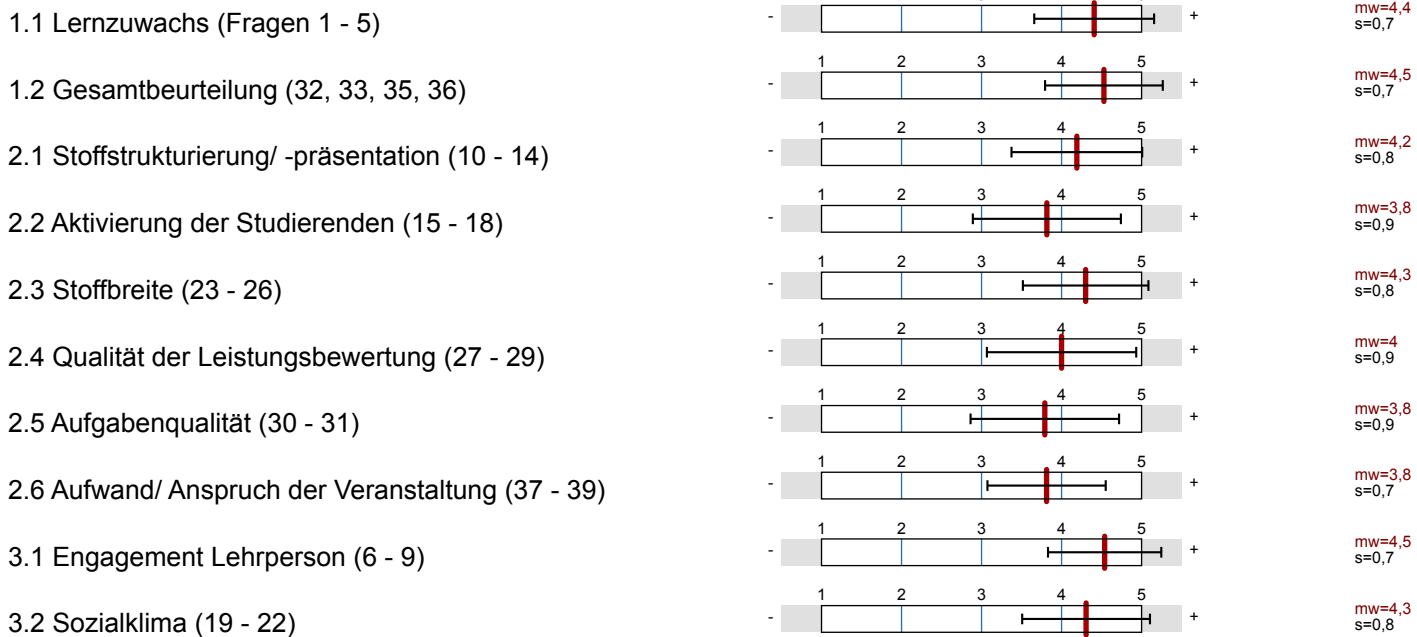 1.1 Lernzuwachs (Fragen 1 - 5)
- + mw=4,4
s=0,7
1 2 3 4 5
1.2 Gesamtbeurteilung (32, 33, 35, 36)
- + mw=4,5
s=0,7
1 2 3 4 5
2.1 Stoffstrukturierung/ -präsentation (10 - 14)
- + mw=4,2
s=0,8
1 2 3 4 5
2.2 Aktivierung der Studierenden (15 - 18)
- + mw=3,8
s=0,9
1 2 3 4 5
2.3 Stoffbreite (23 - 26)
- + mw=4,3
s=0,8
1 2 3 4 5
2.4 Qualität der Leistungsbewertung (27 - 29)
- + mw=4
s=0,9
1 2 3 4 5
2.5 Aufgabenqualität (30 - 31)
- + mw=3,8
s=0,9
1 2 3 4 5
2.6 Aufwand/ Anspruch der Veranstaltung (37 - 39)
- + mw=3,8
s=0,7
1 2 3 4 5
3.1 Engagement Lehrperson (6 - 9)
- + mw=4,5
s=0,7
1 2 3 4 5
3.2 Sozialklima (19 - 22)
- + mw=4,3
s=0,8